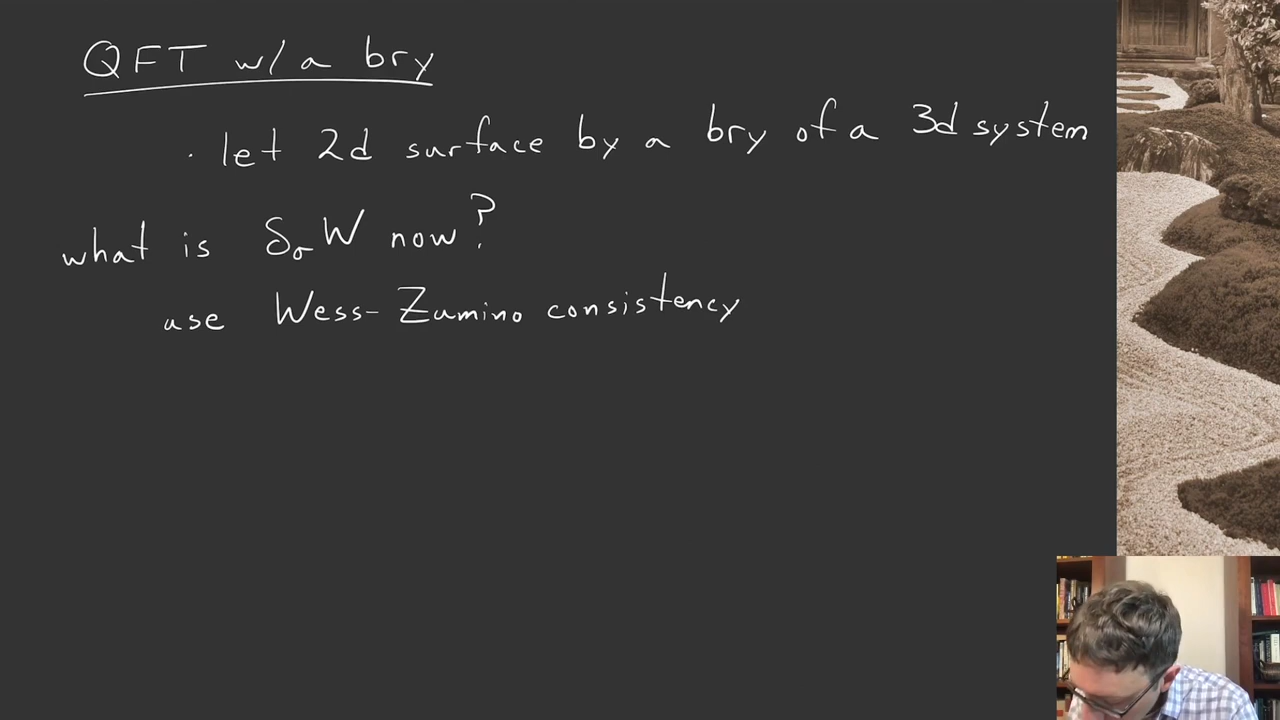 QFT w/ a bry
· let 2d surface by a bry of a 3d system
what is δσW now?
use Wess-Zumino consistency